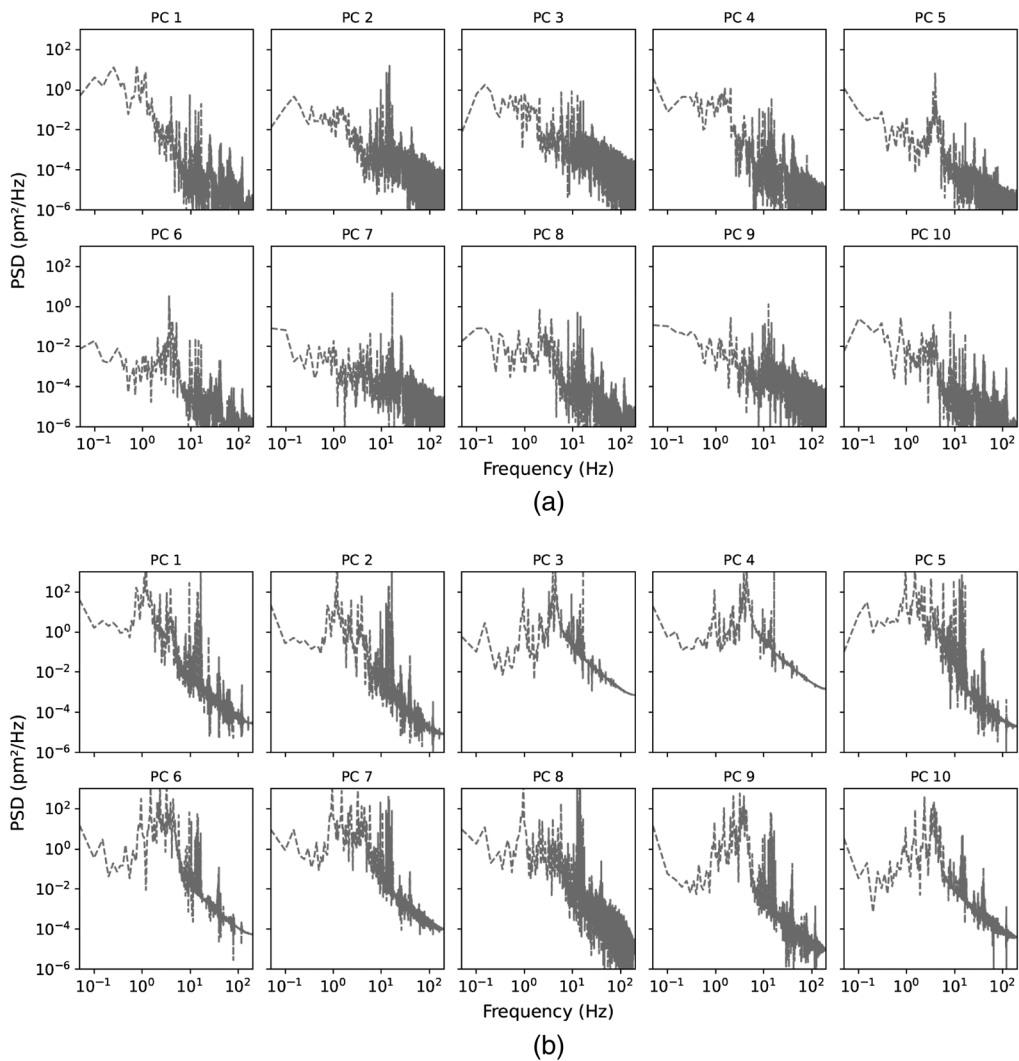 PC 1 PC 2 PC 3 PC 4 PC 5
10² 10⁰ 10⁻² 10⁻⁴ 10⁻⁶
PC 6 PC 7 PC 8 PC 9 PC 10
10² 10⁰ 10⁻² 10⁻⁴ 10⁻⁶
PSD (pm²/Hz)
10⁻¹ 10⁰ 10¹ 10² 10⁻¹ 10⁰ 10¹ 10² 10⁻¹ 10⁰ 10¹ 10² 10⁻¹ 10⁰ 10¹ 10² 10⁻¹ 10⁰ 10¹ 10²
Frequency (Hz)
(a)
PC 1 PC 2 PC 3 PC 4 PC 5
10² 10⁰ 10⁻² 10⁻⁴ 10⁻⁶
PC 6 PC 7 PC 8 PC 9 PC 10
10² 10⁰ 10⁻² 10⁻⁴ 10⁻⁶
PSD (pm²/Hz)
10⁻¹ 10⁰ 10¹ 10² 10⁻¹ 10⁰ 10¹ 10² 10⁻¹ 10⁰ 10¹ 10² 10⁻¹ 10⁰ 10¹ 10² 10⁻¹ 10⁰ 10¹ 10²
Frequency (Hz)
(b)